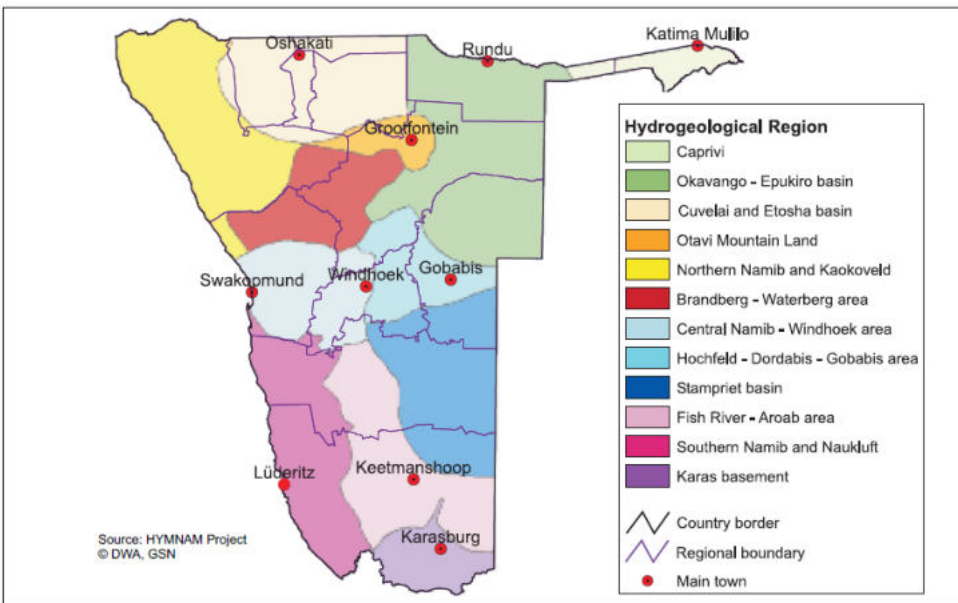 Katima Mulilo
Oshakati
Rundu
Grootfontein
Swakopmund
Windhoek
Gobabis
Lüderitz
Keetmanshoop
Karasburg
Source: HYMNAM Project
© DWA, GSN
Hydrogeological Region
Caprivi
Okavango - Epukiro basin
Cuvelai and Etosha basin
Otavi Mountain Land
Northern Namib and Kaokoveld
Brandberg - Waterberg area
Central Namib - Windhoek area
Hochfeld - Dordabis - Gobabis area
Stampriet basin
Fish River - Aroab area
Southern Namib and Naukluft
Karas basement
Country border
Regional boundary
Main town